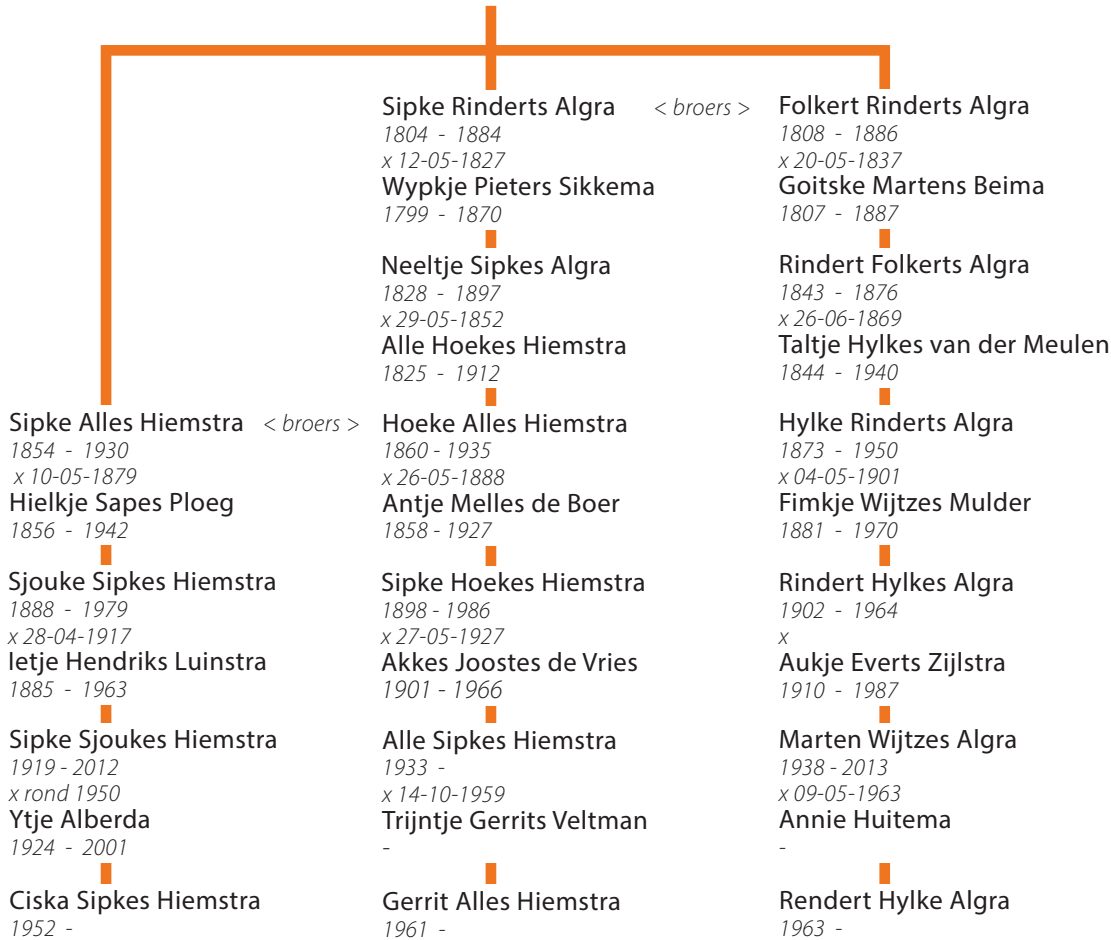 Sipke Rinderts Algra < broers > Folkert Rinderts Algra
1804 - 1884
x 12-05-1827
Wypkje Pieters Sikkema
1799 - 1870
1808 - 1886
x 20-05-1837
Goitske Martens Beima
1807 - 1887
Neeltje Sipkes Algra
1828 - 1897
x 29-05-1852
Alle Hoekes Hiemstra
1825 - 1912
Rindert Folkerts Algra
1843 - 1876
x 26-06-1869
Taltje Hylkes van der Meulen
1844 - 1940
Sipke Alles Hiemstra < broers > Hoeke Alles Hiemstra
1854 - 1930
x 10-05-1879
Hielkje Sapes Ploeg
1856 - 1942
1860 - 1935
x 26-05-1888
Antje Melles de Boer
1858 - 1927
Hylke Rinderts Algra
1873 - 1950
x 04-05-1901
Fimkje Wijtzes Mulder
1881 - 1970
Sjouke Sipkes Hiemstra
1888 - 1979
x 28-04-1917
Ietje Hendriks Luinstra
1885 - 1963
Sipke Hoekes Hiemstra
1898 - 1986
x 27-05-1927
Akkes Joostes de Vries
1901 - 1966
Rindert Hylkes Algra
1902 - 1964
x
Aukje Everts Zijlstra
1910 - 1987
Sipke Sjoukes Hiemstra
1919 - 2012
x rond 1950
Ytje Alberda
1924 - 2001
Alle Sipkes Hiemstra
1933 -
x 14-10-1959
Trijntje Gerrits Veltman
-
Marten Wijtzes Algra
1938 - 2013
x 09-05-1963
Annie Huitema
-
Ciska Sipkes Hiemstra
1952 -
Gerrit Alles Hiemstra
1961 -
Rendert Hylke Algra
1963 -